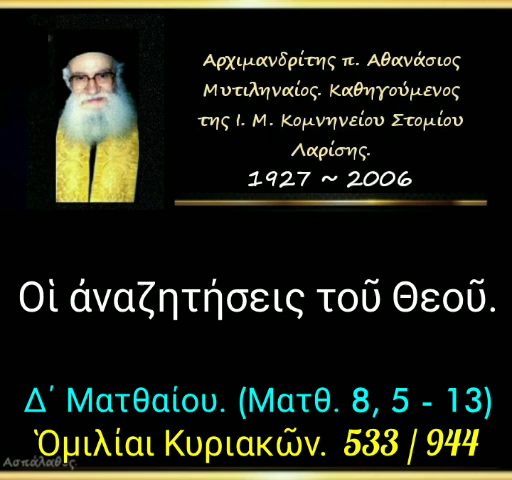 Αρχιμανδρίτης π. Αθανάσιος
Μυτιληναίος. Καθηγούμενος
της Ι. Μ. Κομνηνείου Στομίου
Λαρίσης.
1927 ~ 2006
Οἱ ἀναζητήσεις τοῦ Θεοῦ.
Δ΄ Ματθαίου. (Ματθ. 8, 5 - 13)
Ὁμιλίαι Κυριακῶν. 533 / 944
Ασπάλαθος